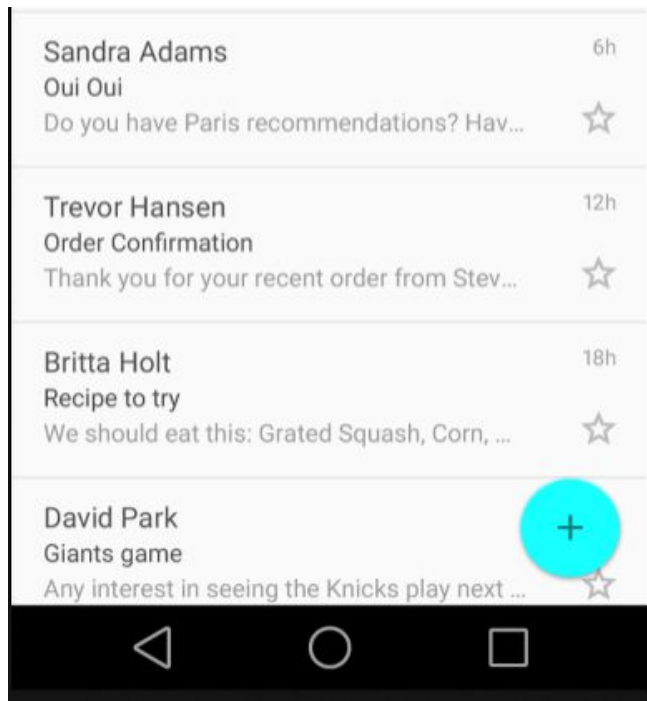 Sandra Adams
6h
Oui Oui
Do you have Paris recommendations? Hav...
Trevor Hansen
12h
Order Confirmation
Thank you for your recent order from Stev...
Britta Holt
18h
Recipe to try
We should eat this: Grated Squash, Corn, ...
David Park
+
Giants game
Any interest in seeing the Knicks play next ...